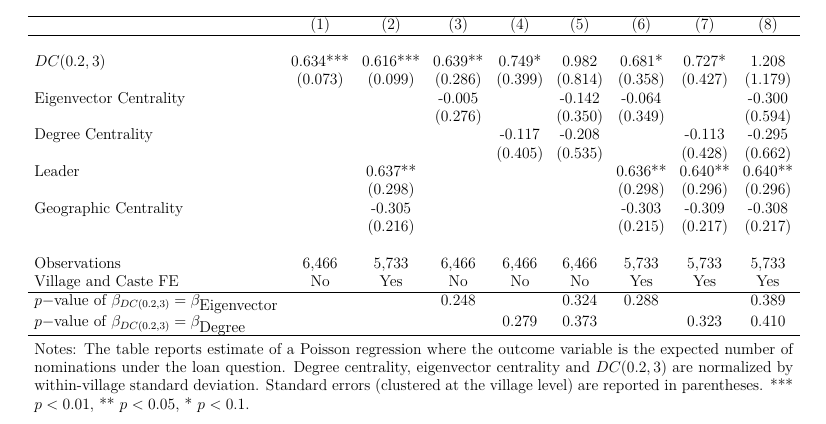 (1) (2) (3) (4) (5) (6) (7) (8)
DC(0.2, 3) 0.634*** 0.616*** 0.639** 0.749* 0.982 0.681* 0.727* 1.208
(0.073) (0.099) (0.286) (0.399) (0.814) (0.358) (0.427) (1.179)
Eigenvector Centrality -0.005 -0.142 -0.064 -0.300
(0.276) (0.350) (0.349) (0.594)
Degree Centrality -0.117 -0.208 -0.113 -0.295
(0.405) (0.535) (0.428) (0.662)
Leader 0.637** 0.636** 0.640** 0.640**
(0.298) (0.298) (0.296) (0.296)
Geographic Centrality -0.305 -0.303 -0.309 -0.308
(0.216) (0.215) (0.217) (0.217)
Observations 6,466 5,733 6,466 6,466 6,466 5,733 5,733 5,733
Village and Caste FE No Yes No No No Yes Yes Yes
p−value of β_DC(0.2,3) = β_Eigenvector 0.248 0.324 0.288 0.389
p−value of β_DC(0.2,3) = β_Degree 0.279 0.373 0.323 0.410
Notes: The table reports estimate of a Poisson regression where the outcome variable is the expected number of
nominations under the loan question. Degree centrality, eigenvector centrality and DC(0.2, 3) are normalized by
within-village standard deviation. Standard errors (clustered at the village level) are reported in parentheses. ***
p < 0.01, ** p < 0.05, * p < 0.1.